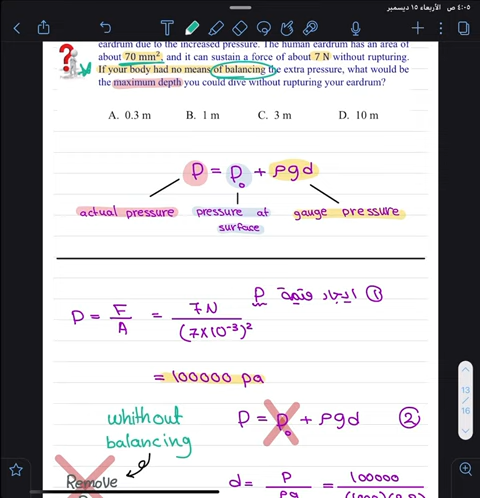 ٤:٠٥ ص الأربعاء ١٥ ديسمبر
eardrum due to the increased pressure. The human eardrum has an area of
about 70 mm², and it can sustain a force of about 7 N without rupturing.
If your body had no means of balancing the extra pressure, what would be
the maximum depth you could dive without rupturing your eardrum?
A. 0.3 m B. 1 m C. 3 m D. 10 m
P = P₀ + ρgd
actual pressure pressure at gauge pressure
surface
① ايجاد قيمة P
P = F/A = 7N/(7×10⁻³)²
= 100000 pa
whithout
balancing
P = P₀ + ρgd ②
Remove
d = P/ρg = 100000
13
16